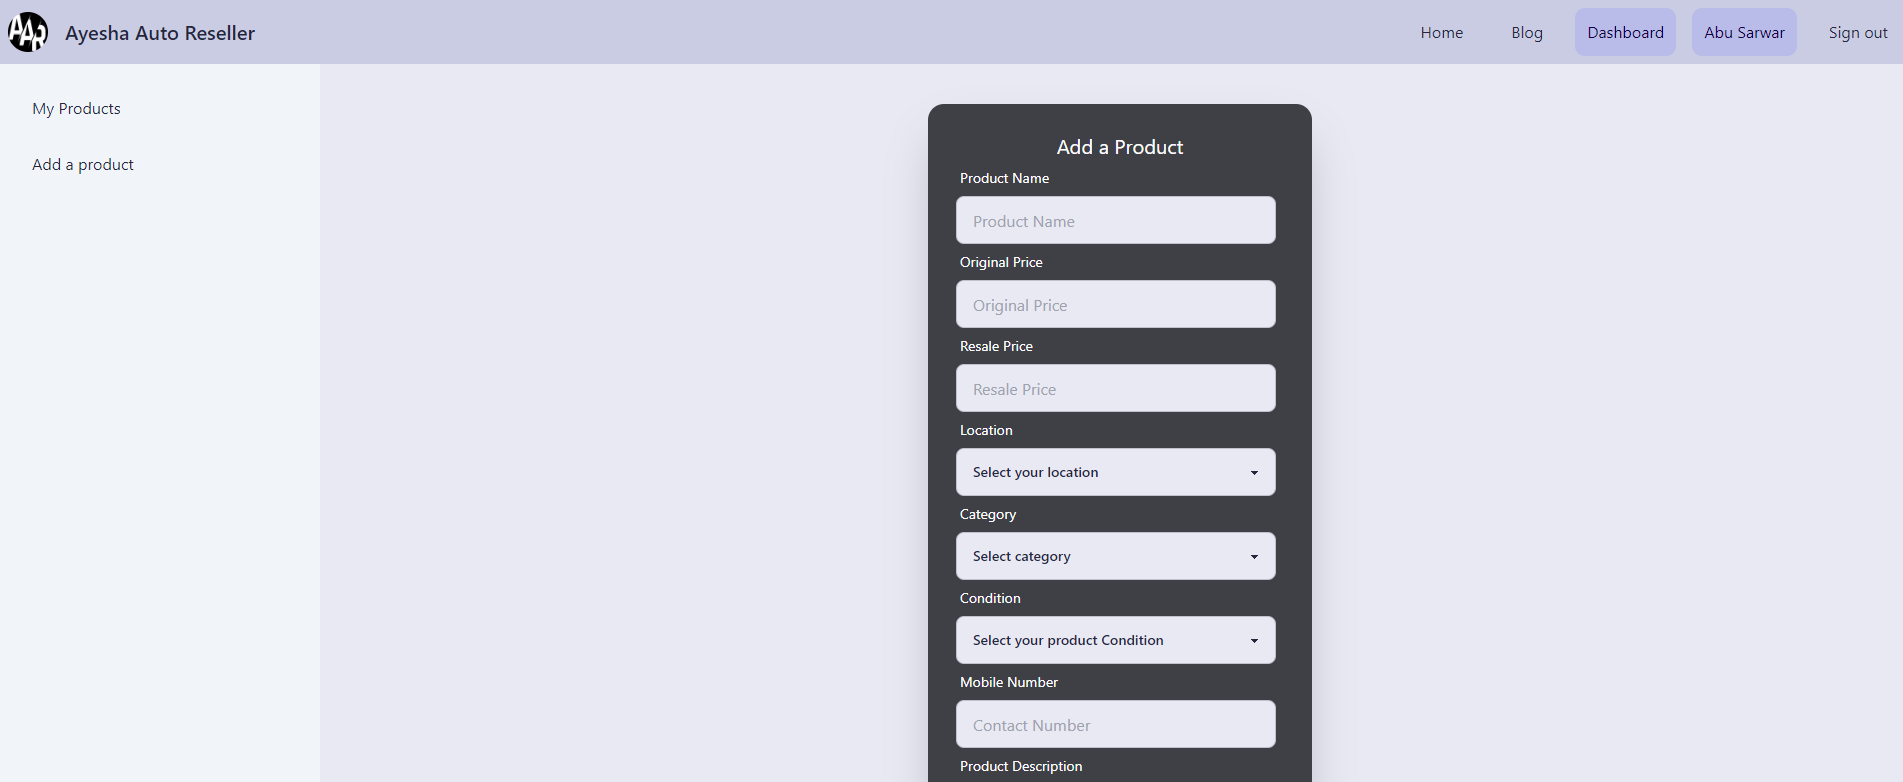 AAR
Ayesha Auto Reseller
Home
Blog
Dashboard
Abu Sarwar
Sign out
My Products
Add a product
Add a Product
Product Name
Product Name
Original Price
Original Price
Resale Price
Resale Price
Location
Select your location
Category
Select category
Condition
Select your product Condition
Mobile Number
Contact Number
Product Description